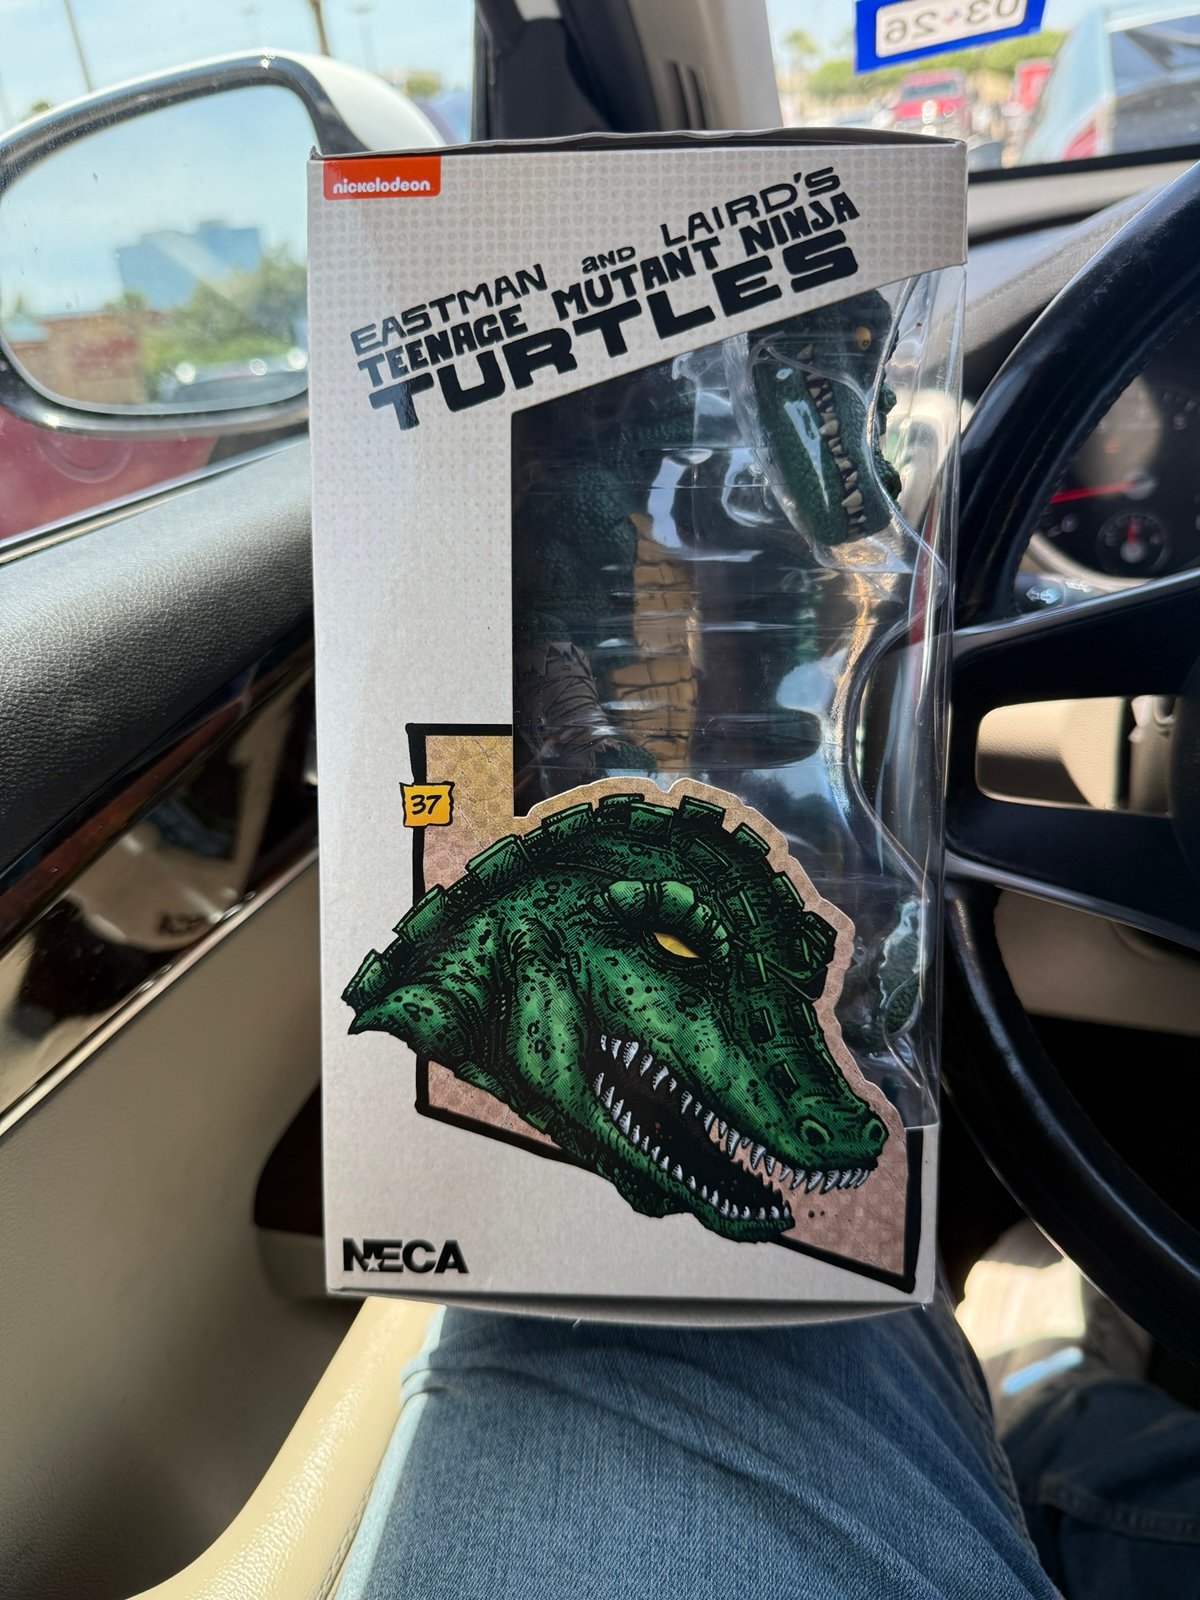 03-26
nickelodeon
EASTMAN AND LAIRD'S
TEENAGE MUTANT NINJA
TURTLES
37
NECA